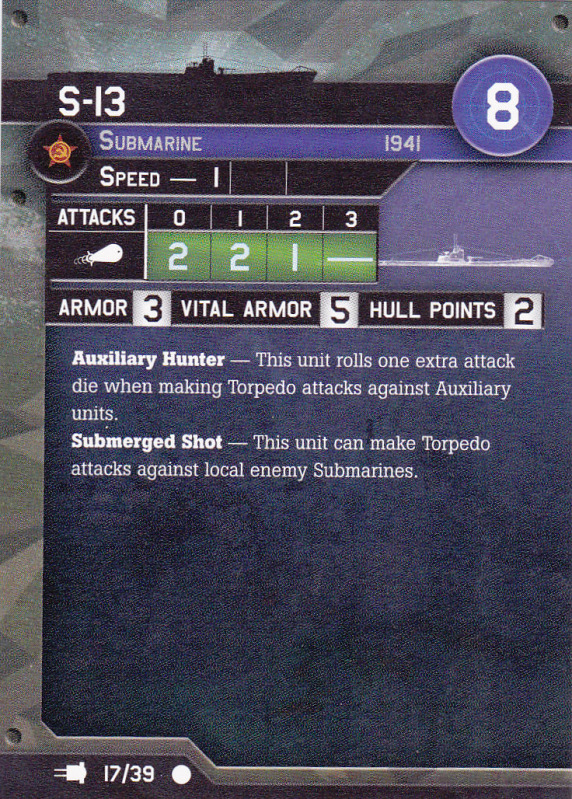 S-13
8
SUBMARINE 1941
SPEED — 1
ATTACKS 0 1 2 3
2 2 1 —
ARMOR 3 VITAL ARMOR 5 HULL POINTS 2
Auxiliary Hunter — This unit rolls one extra attack
die when making Torpedo attacks against Auxiliary
units.
Submerged Shot — This unit can make Torpedo
attacks against local enemy Submarines.
17/39